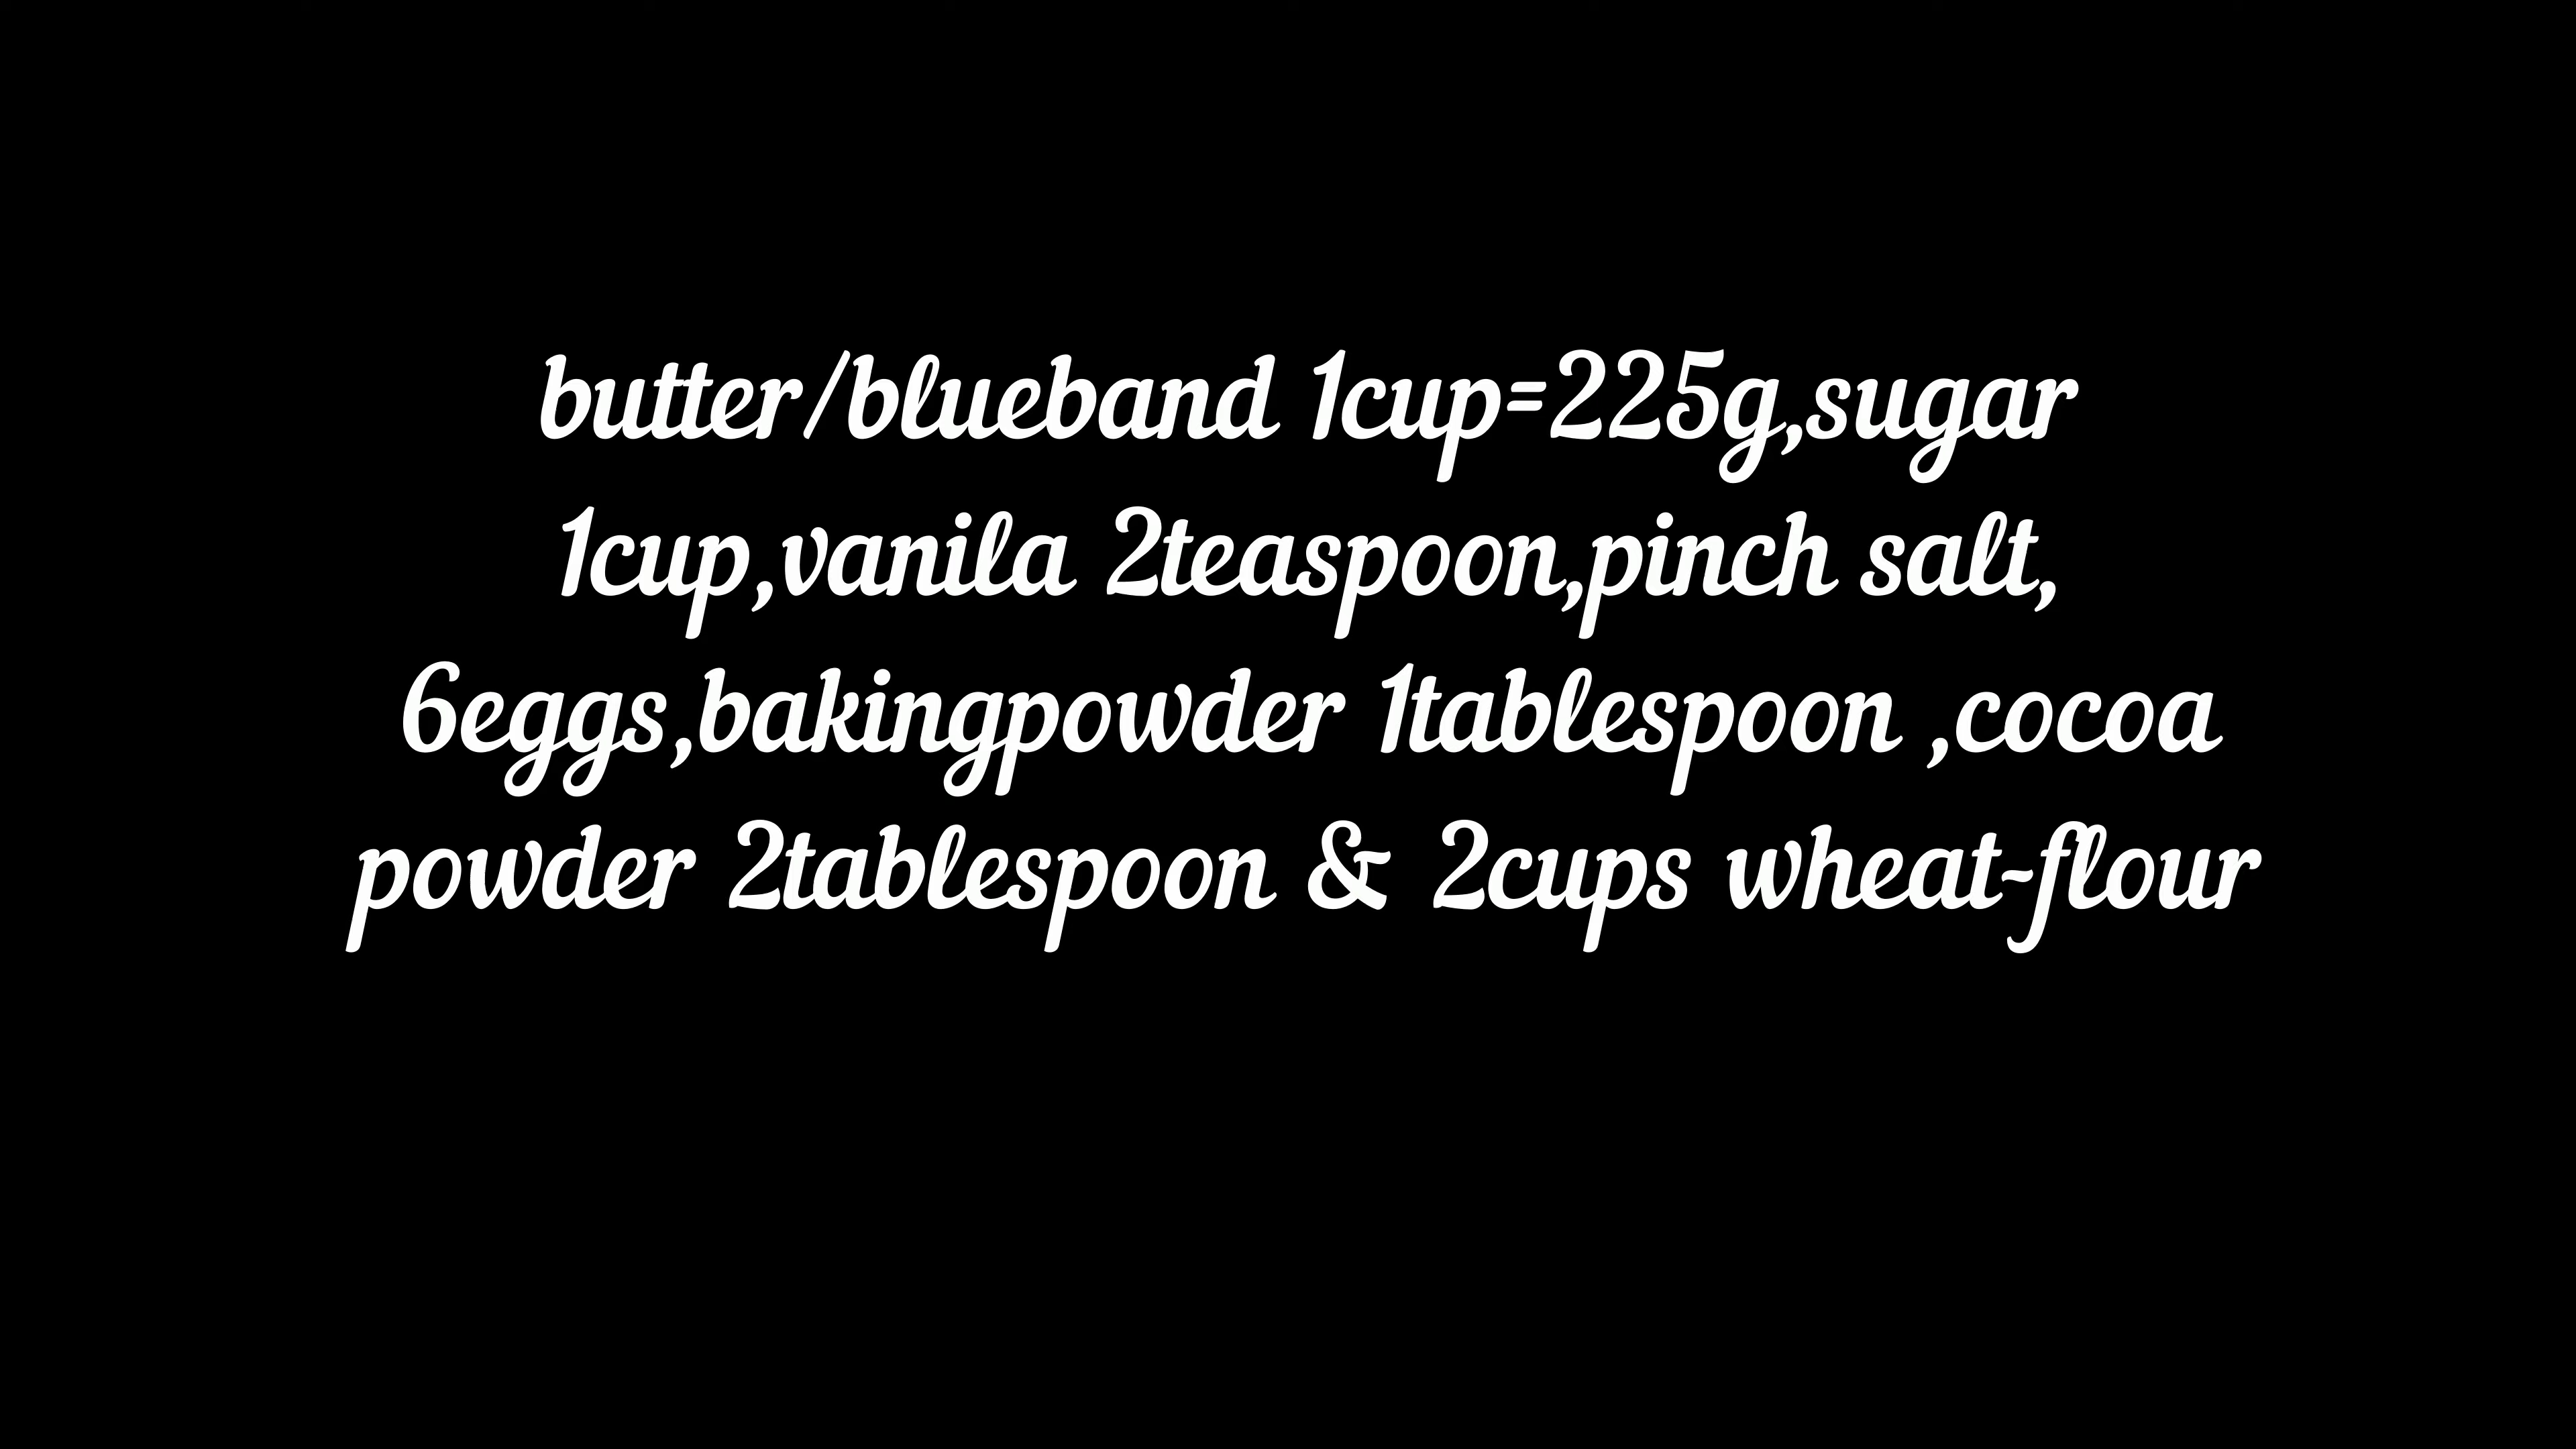 butter/blueband 1cup=225g,sugar
1cup,vanila 2teaspoon,pinch salt,
6eggs,bakingpowder 1tablespoon ,cocoa
powder 2tablespoon & 2cups wheat-flour